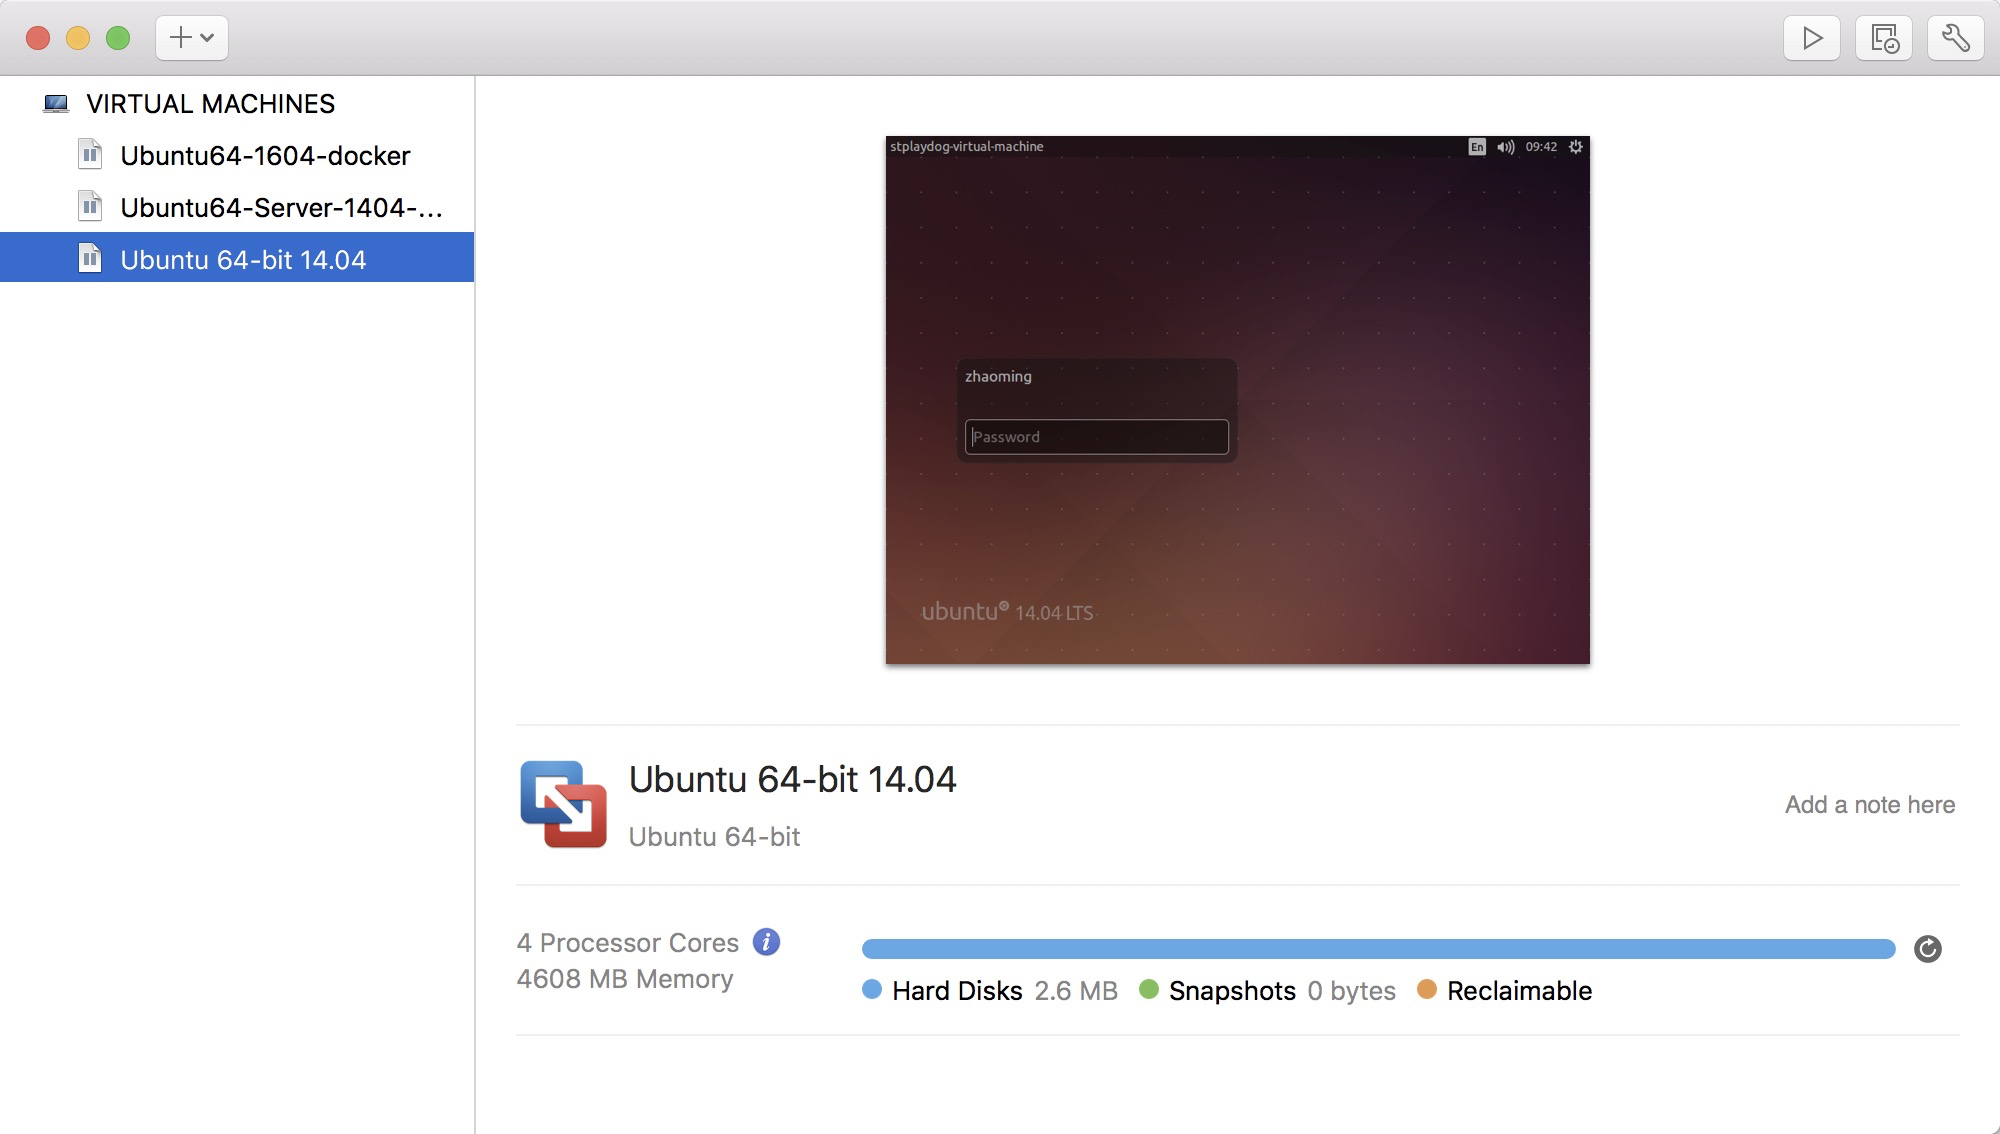 VIRTUAL MACHINES
Ubuntu64-1604-docker
Ubuntu64-Server-1404-...
Ubuntu 64-bit 14.04
stplaydog-virtual-machine En 09:42
zhaoming
Password
ubuntu® 14.04 LTS
Ubuntu 64-bit 14.04
Ubuntu 64-bit
Add a note here
4 Processor Cores
4608 MB Memory
Hard Disks 2.6 MB Snapshots 0 bytes Reclaimable